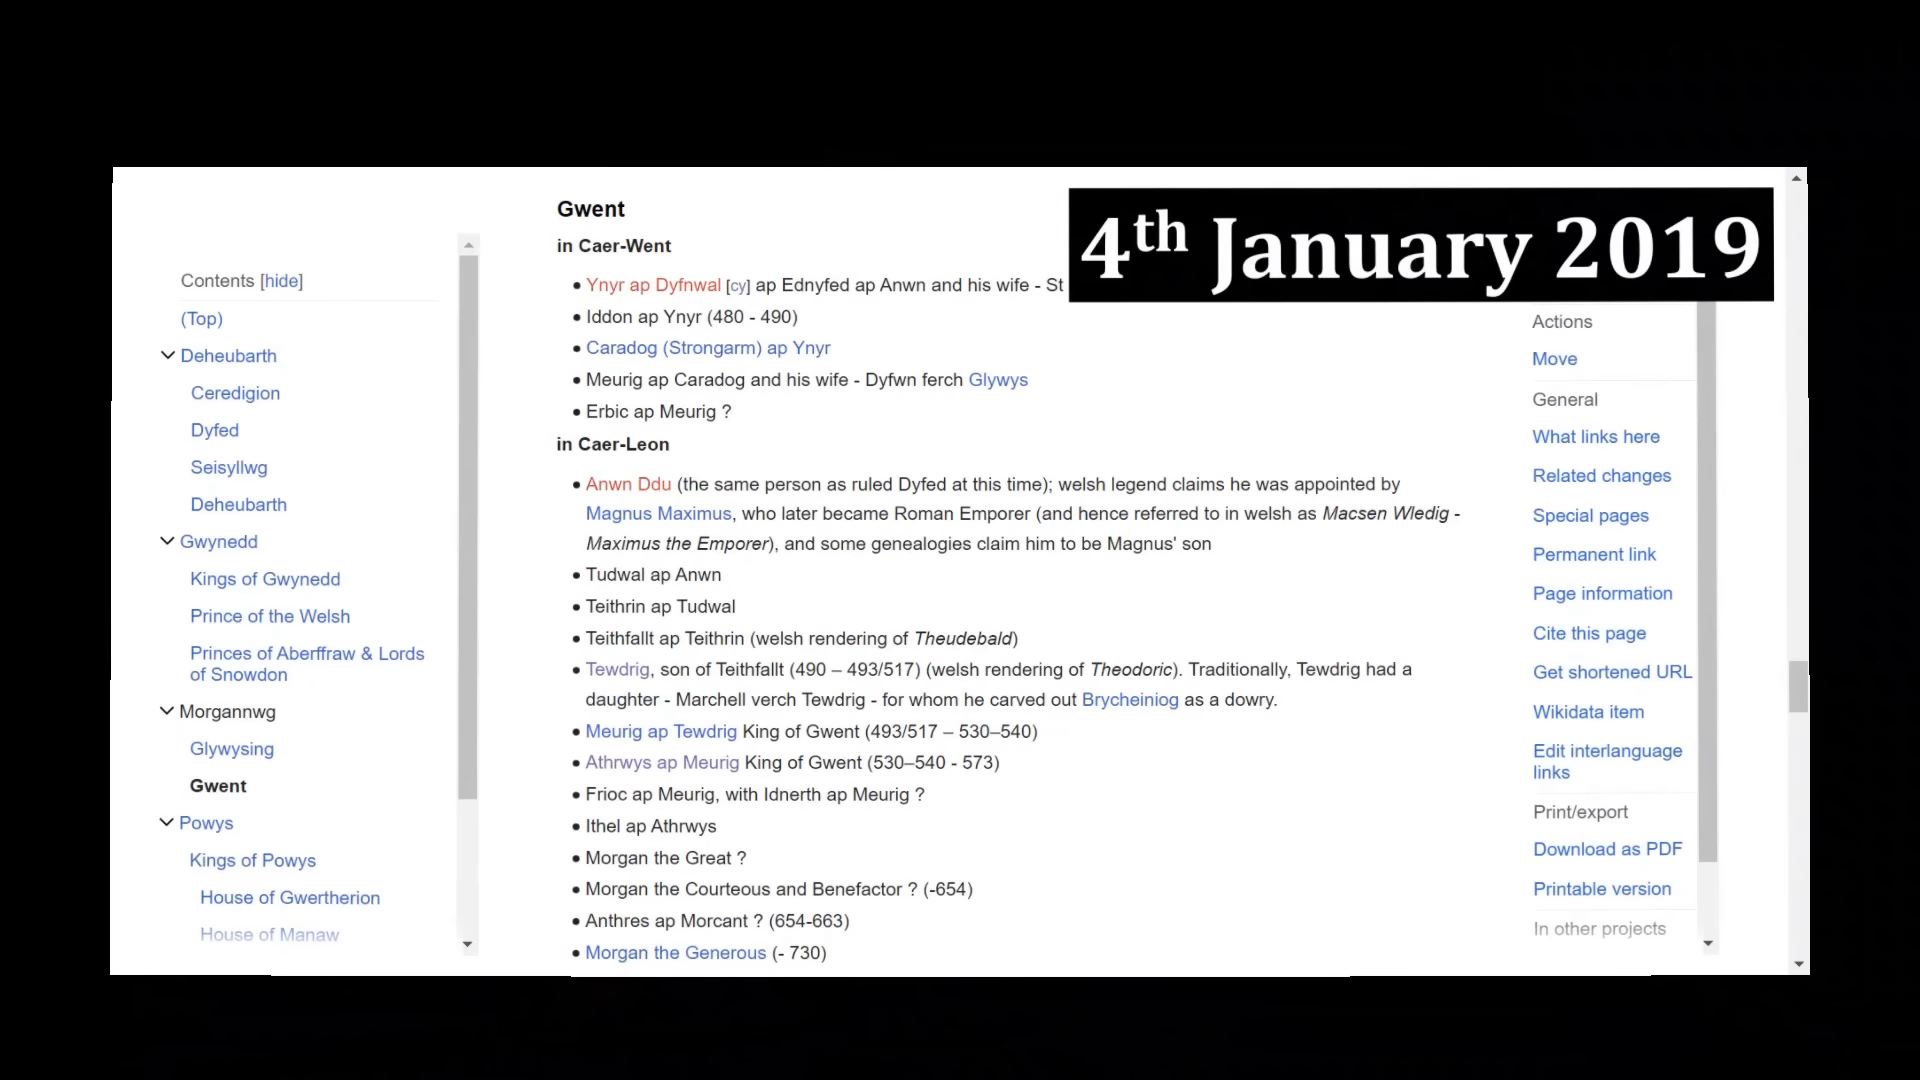 4th January 2019
Contents [hide]
(Top)
Deheubarth
Ceredigion
Dyfed
Seisyllwg
Deheubarth
Gwynedd
Kings of Gwynedd
Prince of the Welsh
Princes of Aberffraw & Lords
of Snowdon
Morgannwg
Glywysing
Gwent
Powys
Kings of Powys
House of Gwertherion
House of Manaw
Gwent
in Caer-Went
• Ynyr ap Dyfnwal [cy] ap Ednyfed ap Anwn and his wife - St
• Iddon ap Ynyr (480 - 490)
• Caradog (Strongarm) ap Ynyr
• Meurig ap Caradog and his wife - Dyfwn ferch Glywys
• Erbic ap Meurig ?
in Caer-Leon
• Anwn Ddu (the same person as ruled Dyfed at this time); welsh legend claims he was appointed by
Magnus Maximus, who later became Roman Emporer (and hence referred to in welsh as Macsen Wledig -
Maximus the Emporer), and some genealogies claim him to be Magnus' son
• Tudwal ap Anwn
• Teithrin ap Tudwal
• Teithfallt ap Teithrin (welsh rendering of Theudebald)
• Tewdrig, son of Teithfallt (490 – 493/517) (welsh rendering of Theodoric). Traditionally, Tewdrig had a
daughter - Marchell verch Tewdrig - for whom he carved out Brycheiniog as a dowry.
• Meurig ap Tewdrig King of Gwent (493/517 – 530–540)
• Athrwys ap Meurig King of Gwent (530–540 - 573)
• Frioc ap Meurig, with Idnerth ap Meurig ?
• Ithel ap Athrwys
• Morgan the Great ?
• Morgan the Courteous and Benefactor ? (-654)
• Anthres ap Morcant ? (654-663)
• Morgan the Generous (- 730)
Actions
Move
General
What links here
Related changes
Special pages
Permanent link
Page information
Cite this page
Get shortened URL
Wikidata item
Edit interlanguage
links
Print/export
Download as PDF
Printable version
In other projects